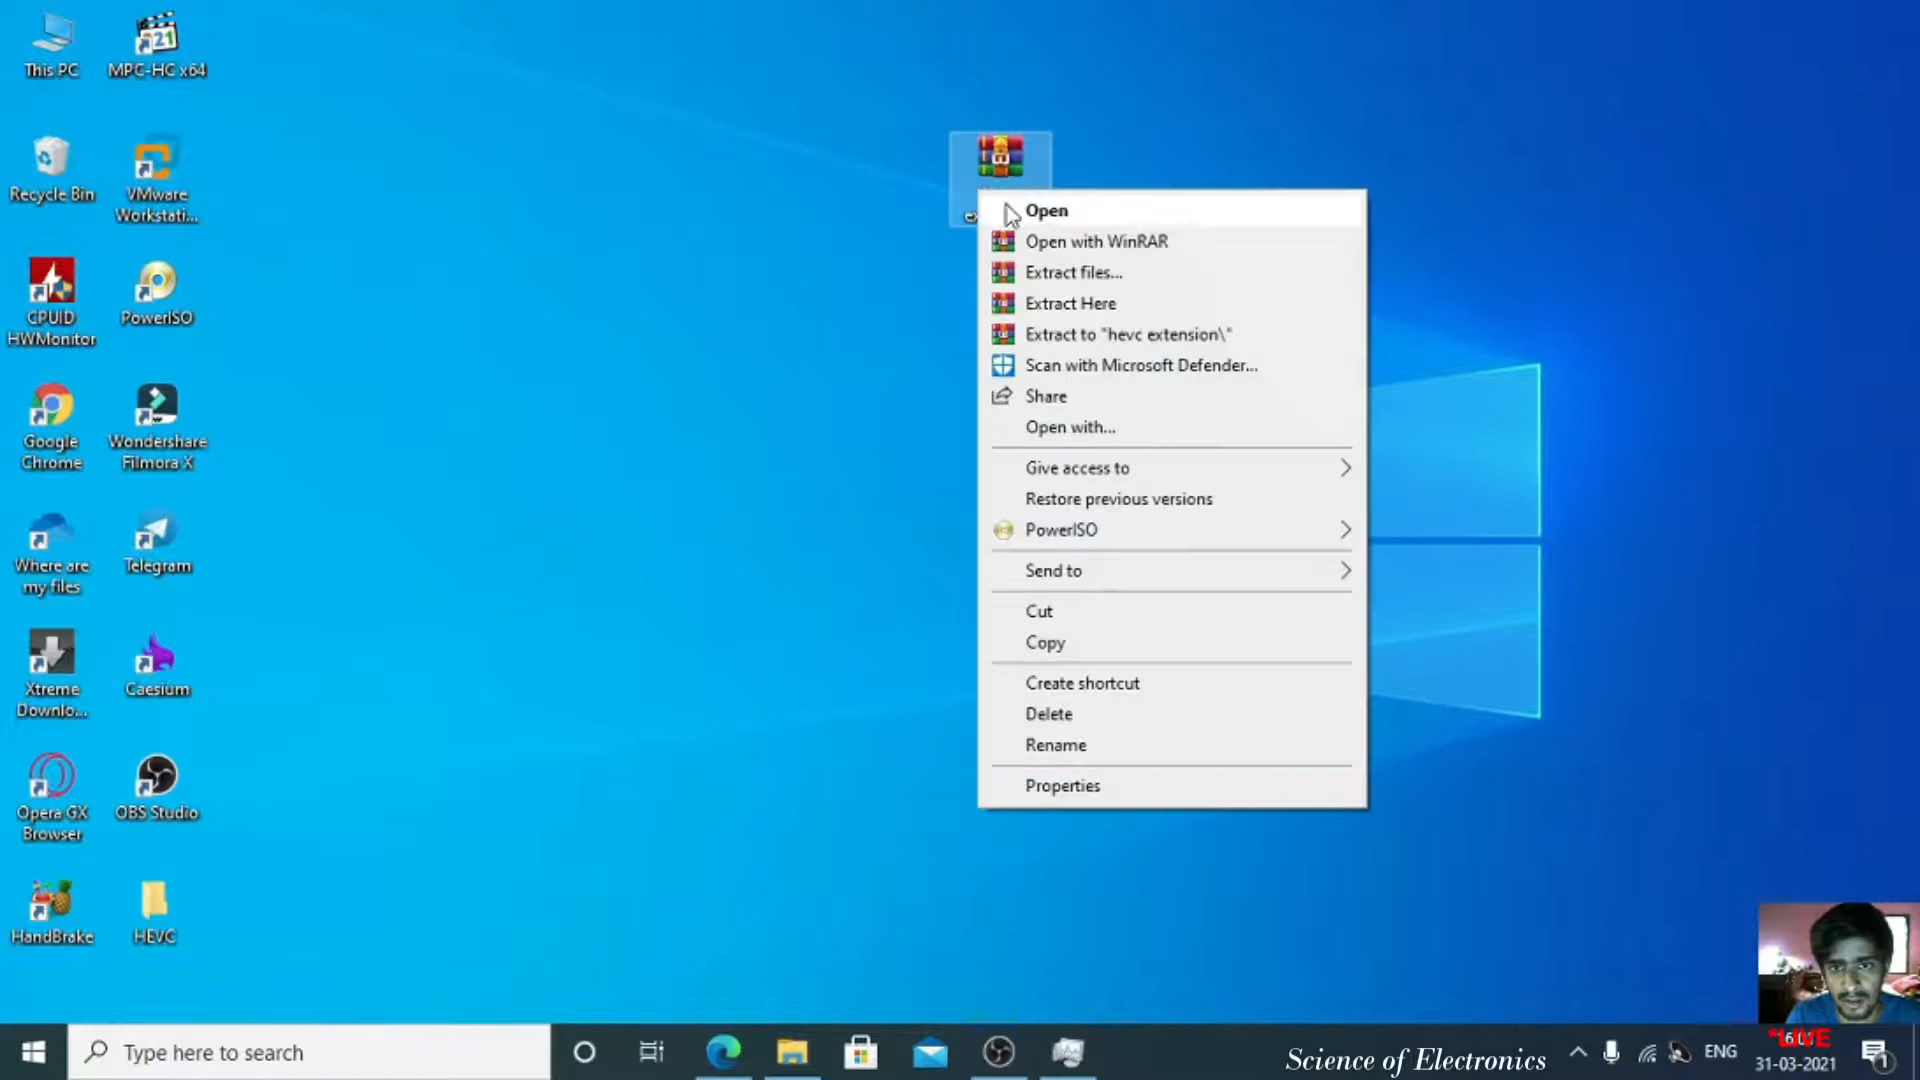 This PC
MPC-HC x64
Recycle Bin
VMware
Workstati...
CPUID
HWMonitor
PowerISO
Google
Chrome
Wondershare
Filmora X
Where are
my files
Telegram
Xtreme
Downlo...
Caesium
Opera GX
Browser
OBS Studio
HandBrake
HEVC
Open
Open with WinRAR
Extract files...
Extract Here
Extract to "hevc extension\"
Scan with Microsoft Defender...
Share
Open with...
Give access to
Restore previous versions
PowerISO
Send to
Cut
Copy
Create shortcut
Delete
Rename
Properties
Type here to search
Science of Electronics
ENG
*LIVE
31-03-2021
1